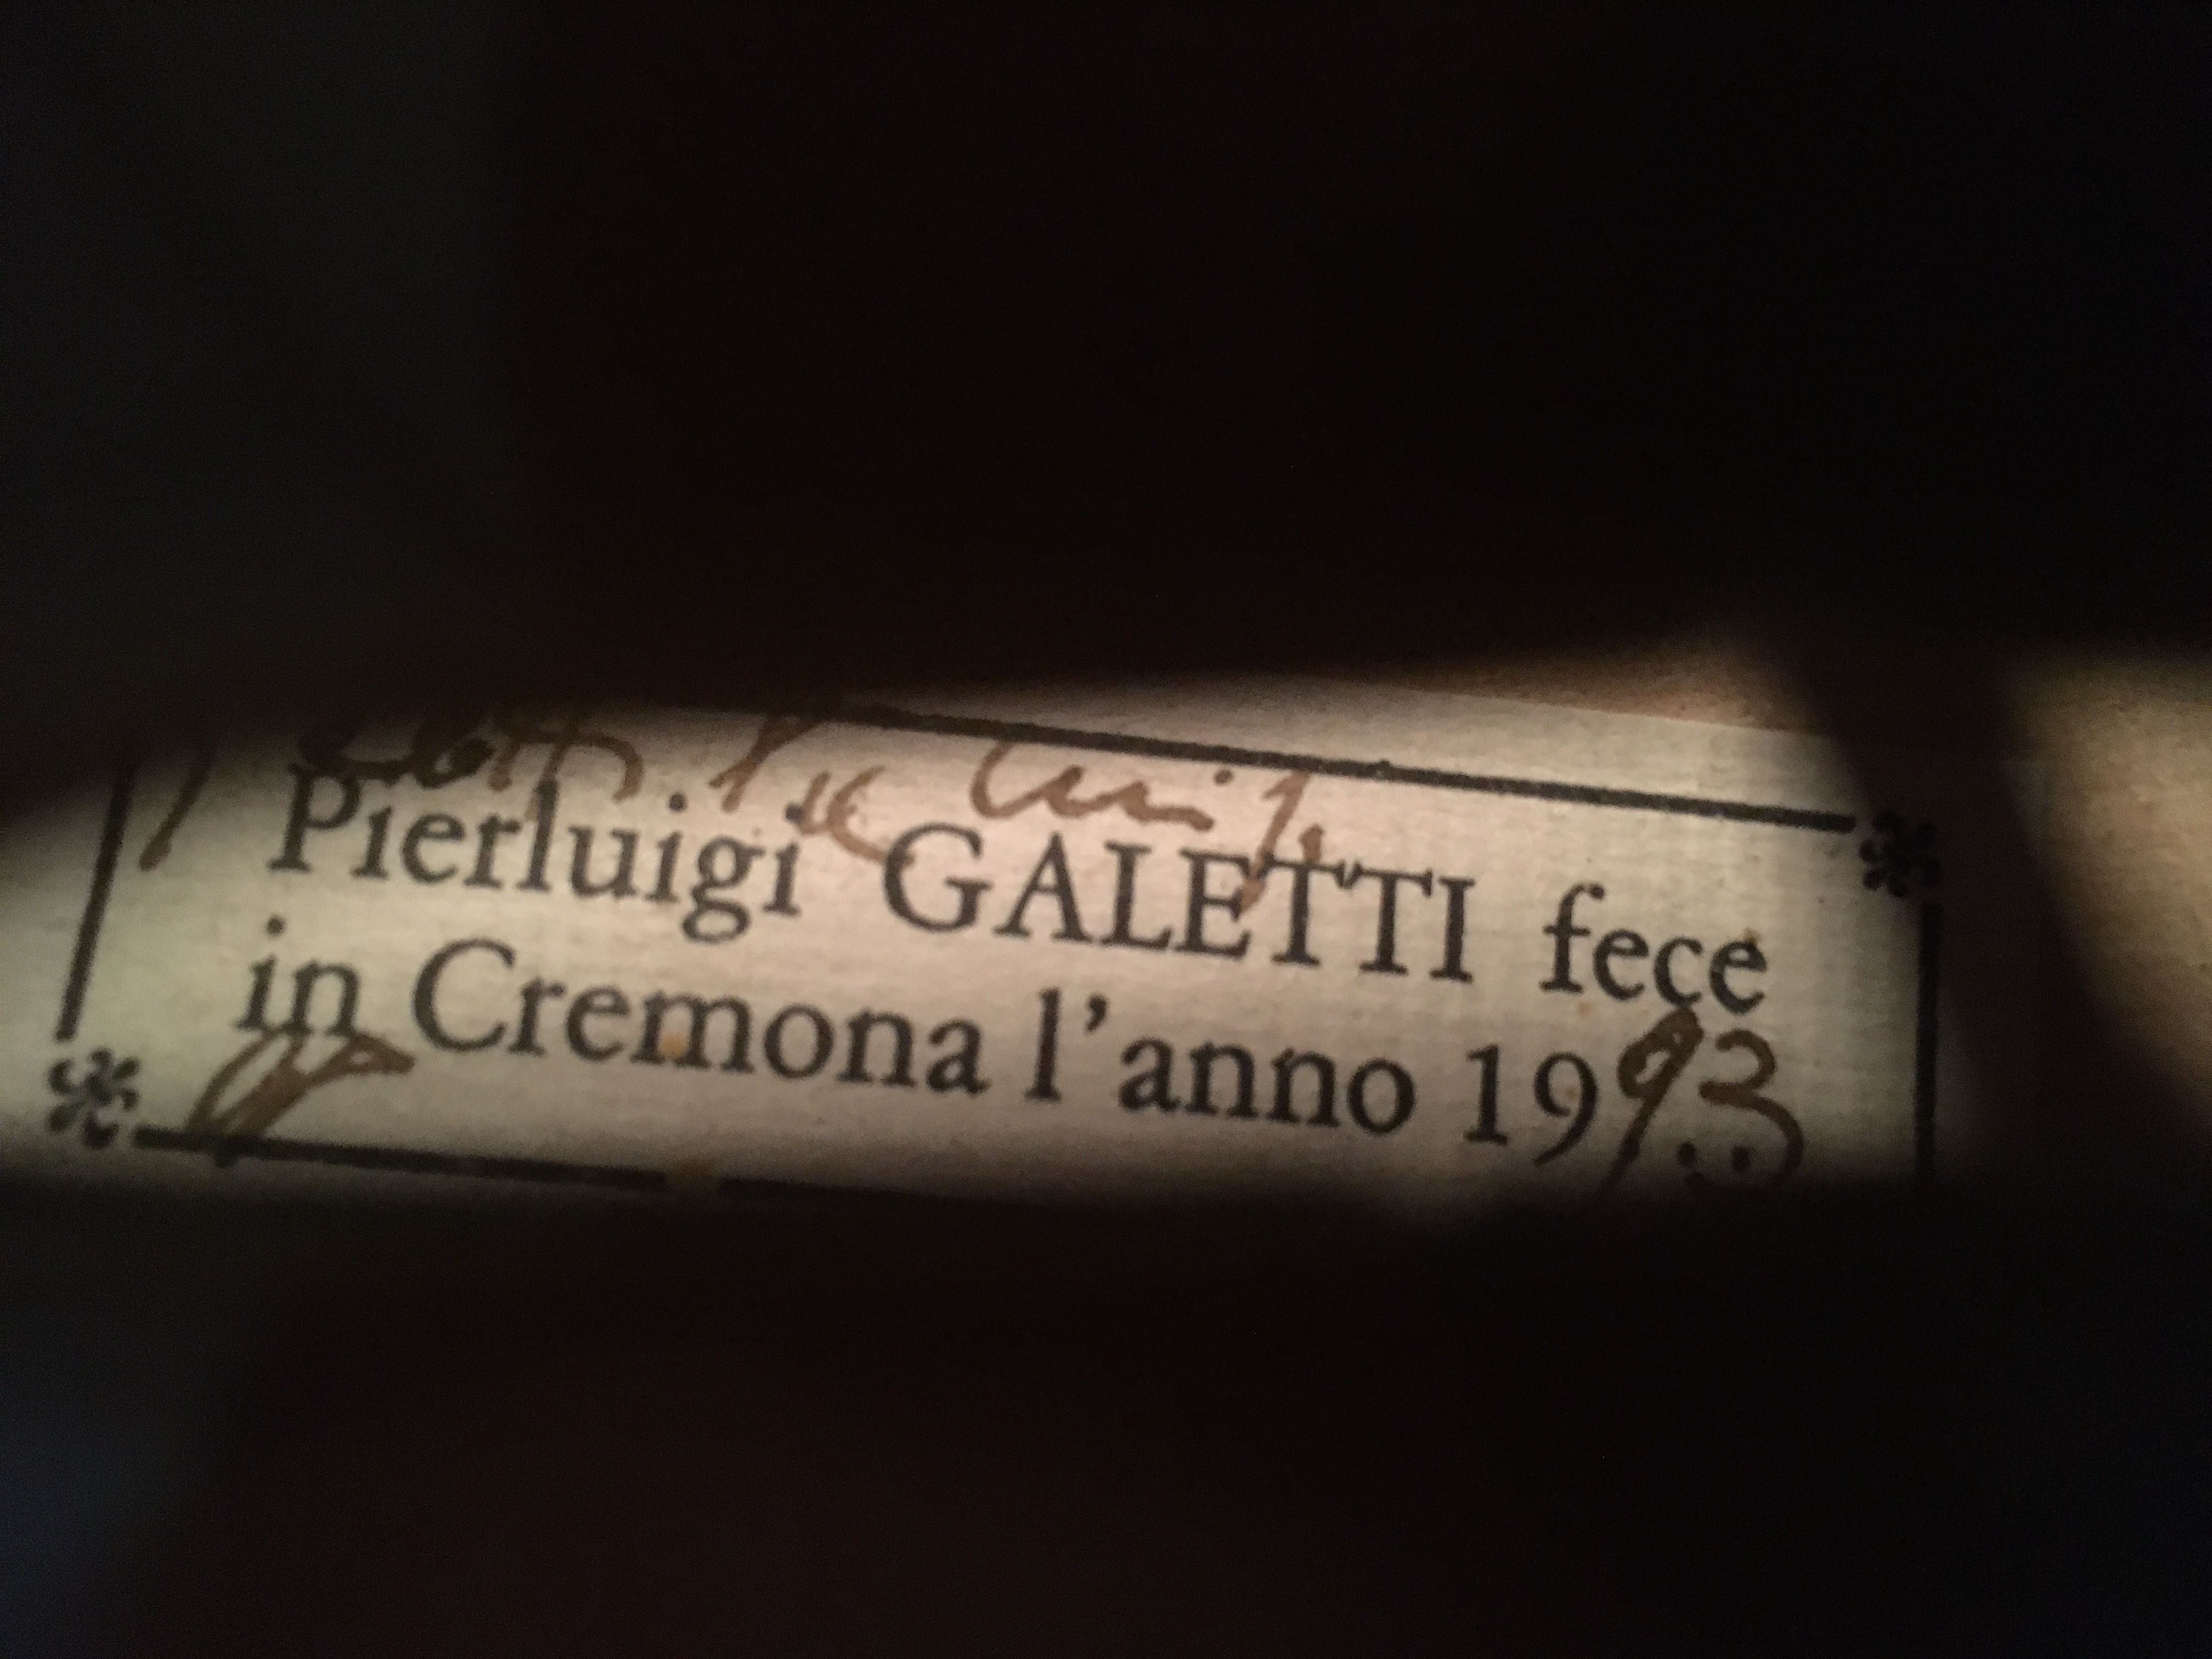 Pierluigi GALETTI fece
in Cremona l'anno 1993